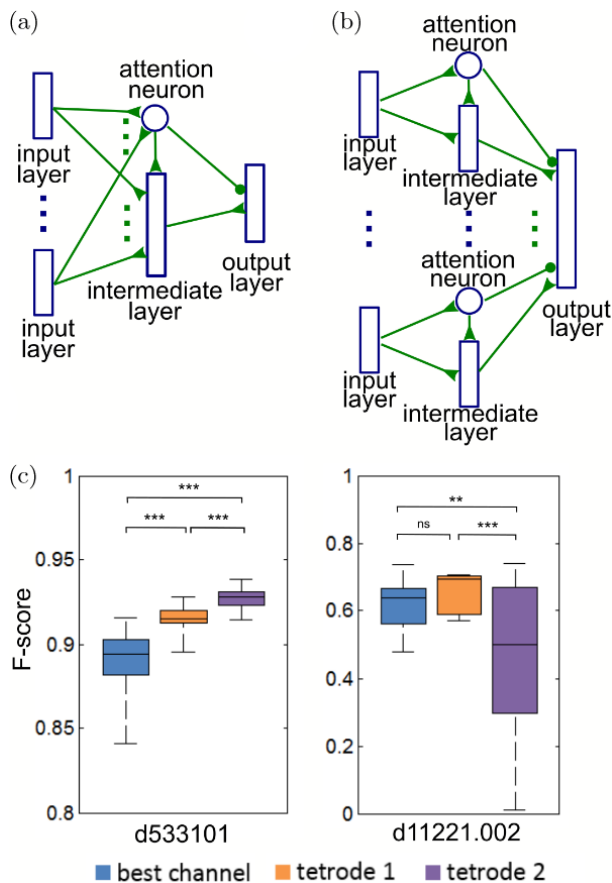 (a)
attention
neuron
input
layer
input
layer
intermediate
layer
output
layer
(b)
attention
neuron
input
layer
intermediate
layer
attention
neuron
input
layer
intermediate
layer
output
layer
(c)
F-score
1
0.95
0.9
0.85
0.8
***
***
***
d533101
1
0.8
0.6
0.4
0.2
0
**
ns
***
d11221.002
best channel
tetrode 1
tetrode 2